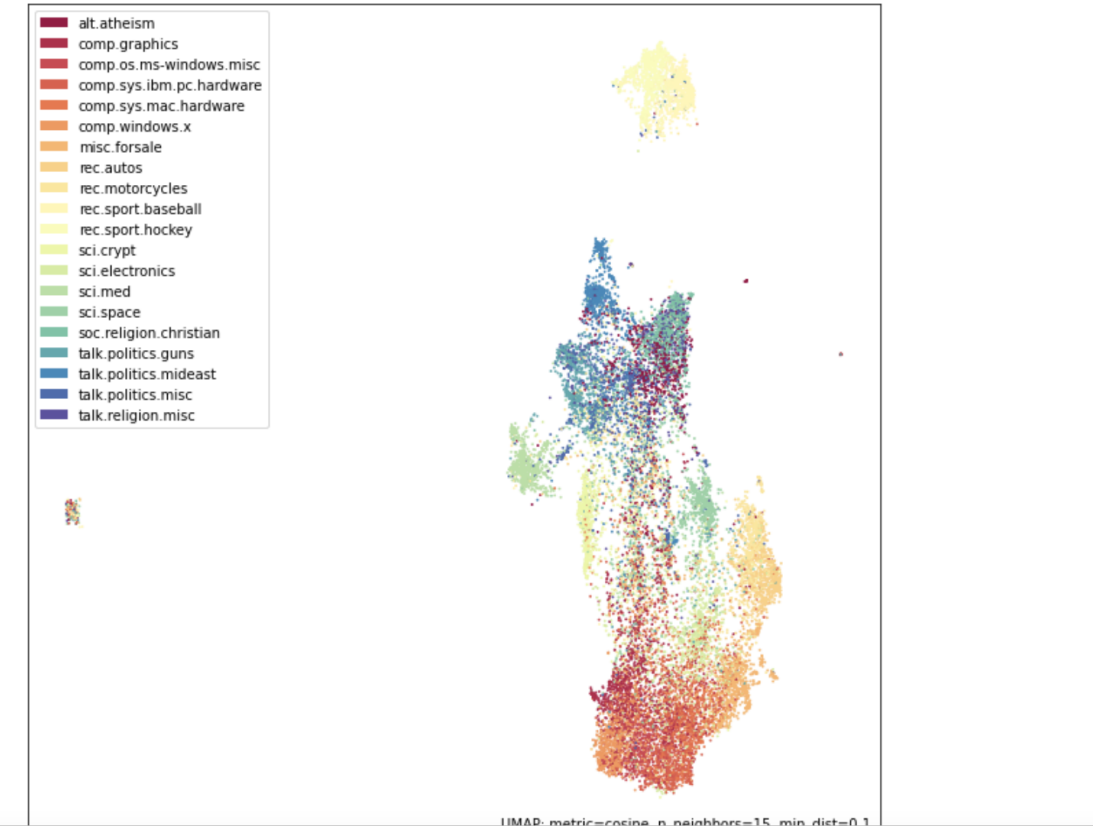 alt.atheism
comp.graphics
comp.os.ms-windows.misc
comp.sys.ibm.pc.hardware
comp.sys.mac.hardware
comp.windows.x
misc.forsale
rec.autos
rec.motorcycles
rec.sport.baseball
rec.sport.hockey
sci.crypt
sci.electronics
sci.med
sci.space
soc.religion.christian
talk.politics.guns
talk.politics.mideast
talk.politics.misc
talk.religion.misc
UMAP: metric=cosine, n_neighbors=15, min_dist=0.1